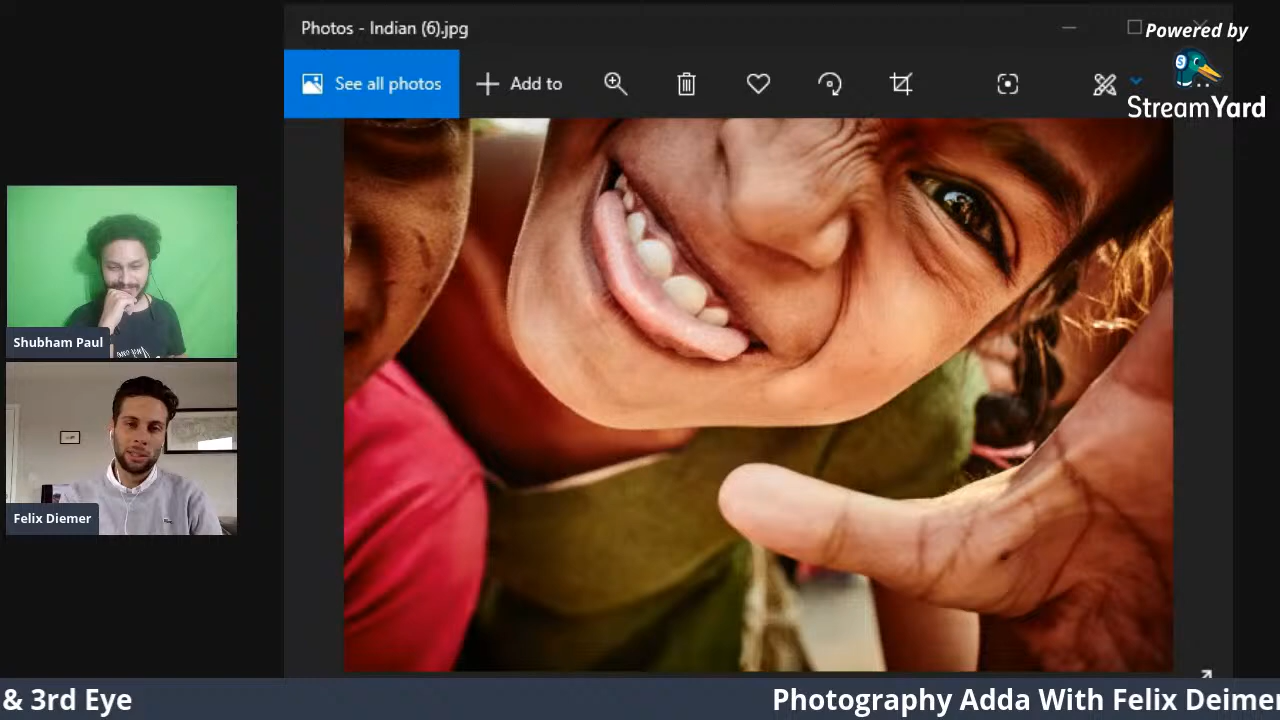 Photos - Indian (6).jpg
Powered by
See all photos
Add to
StreamYard
Shubham Paul
Felix Diemer
& 3rd Eye
Photography Adda With Felix Deimer